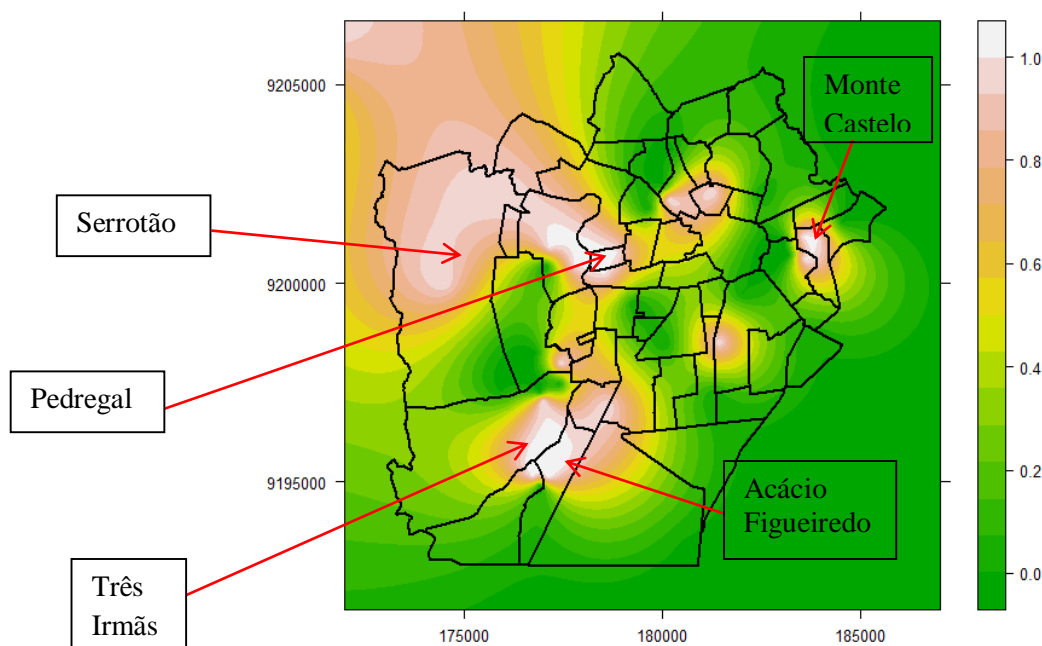 9205000
9200000
9195000
175000
180000
185000
1.0
0.8
0.6
0.4
0.2
0.0
Monte
Castelo
Serrotão
Pedregal
Acácio
Figueiredo
Três
Irmãs